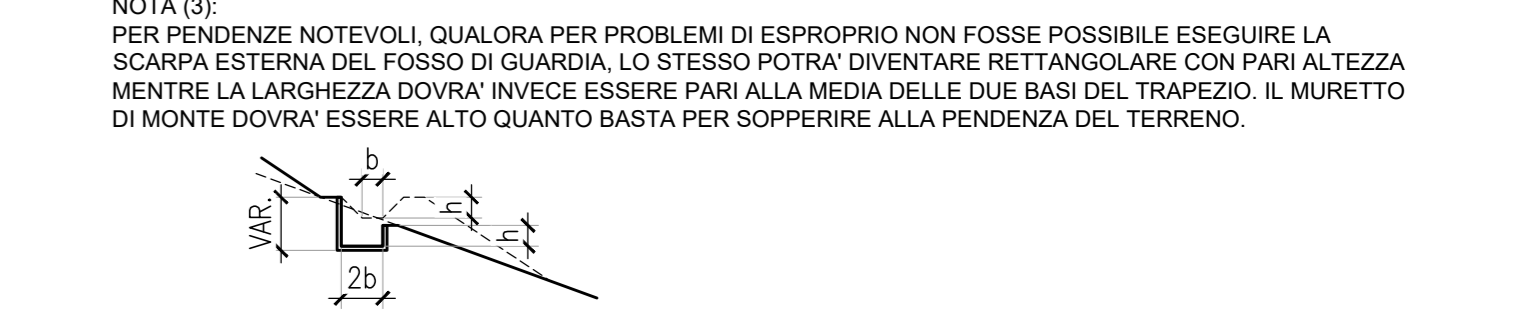 NOTA (3):
PER PENDENZE NOTEVOLI, QUALORA PER PROBLEMI DI ESPROPRIO NON FOSSE POSSIBILE ESEGUIRE LA
SCARPA ESTERNA DEL FOSSO DI GUARDIA, LO STESSO POTRA' DIVENTARE RETTANGOLARE CON PARI ALTEZZA
MENTRE LA LARGHEZZA DOVRA' INVECE ESSERE PARI ALLA MEDIA DELLE DUE BASI DEL TRAPEZIO. IL MURETTO
DI MONTE DOVRA' ESSERE ALTO QUANTO BASTA PER SOPPERIRE ALLA PENDENZA DEL TERRENO.
b
VAR.
h
h
2b